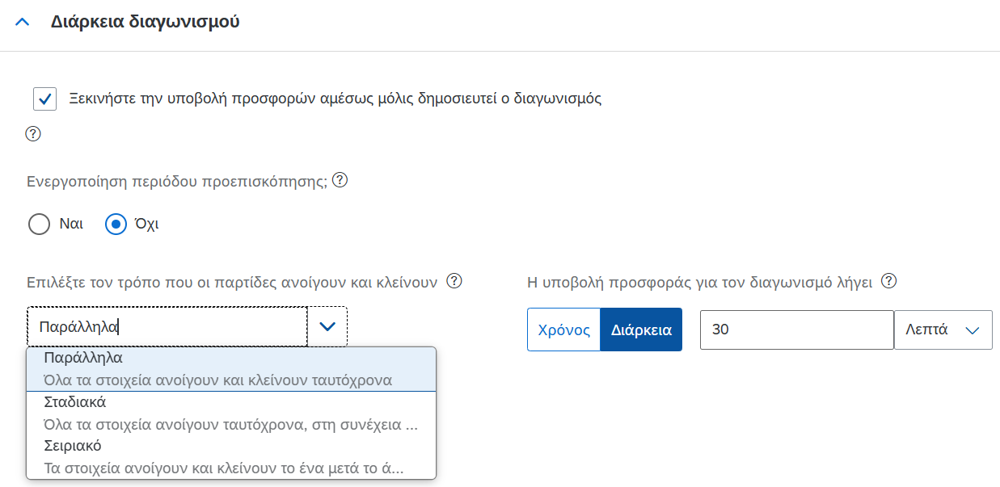 Διάρκεια διαγωνισμού
Ξεκινήστε την υποβολή προσφορών αμέσως μόλις δημοσιευτεί ο διαγωνισμός
?
Ενεργοποίηση περιόδου προεπισκόπησης; ?
Ναι Όχι
Επιλέξτε τον τρόπο που οι παρτίδες ανοίγουν και κλείνουν ? Η υποβολή προσφοράς για τον διαγωνισμό λήγει ?
Παράλληλα Χρόνος Διάρκεια 30 Λεπτά
Παράλληλα
Όλα τα στοιχεία ανοίγουν και κλείνουν ταυτόχρονα
Σταδιακά
Όλα τα στοιχεία ανοίγουν ταυτόχρονα, στη συνέχεια ...
Σειριακό
Τα στοιχεία ανοίγουν και κλείνουν το ένα μετά το ά...